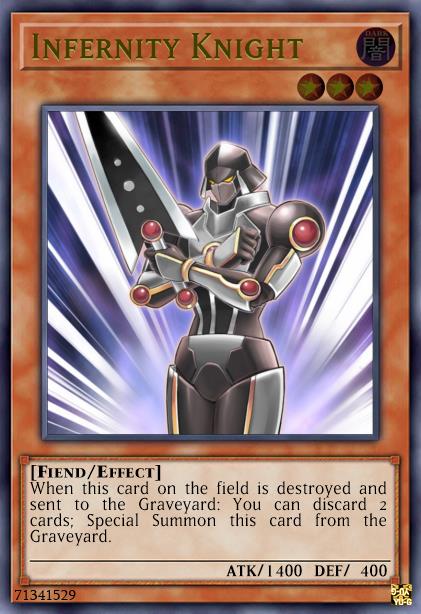 Infernity Knight
DARK
闇
[Fiend/Effect]
When this card on the field is destroyed and
sent to the Graveyard: You can discard 2
cards; Special Summon this card from the
Graveyard.
ATK/1400 DEF/ 400
71341529